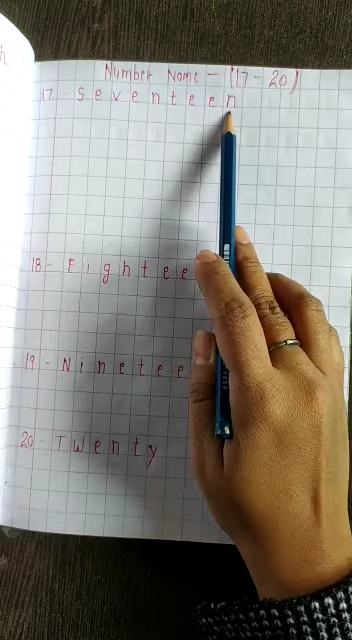 Number Name - (17 - 20)
17 - Seventeen
18 - Eightee
19 - Ninetee
20 - Twenty